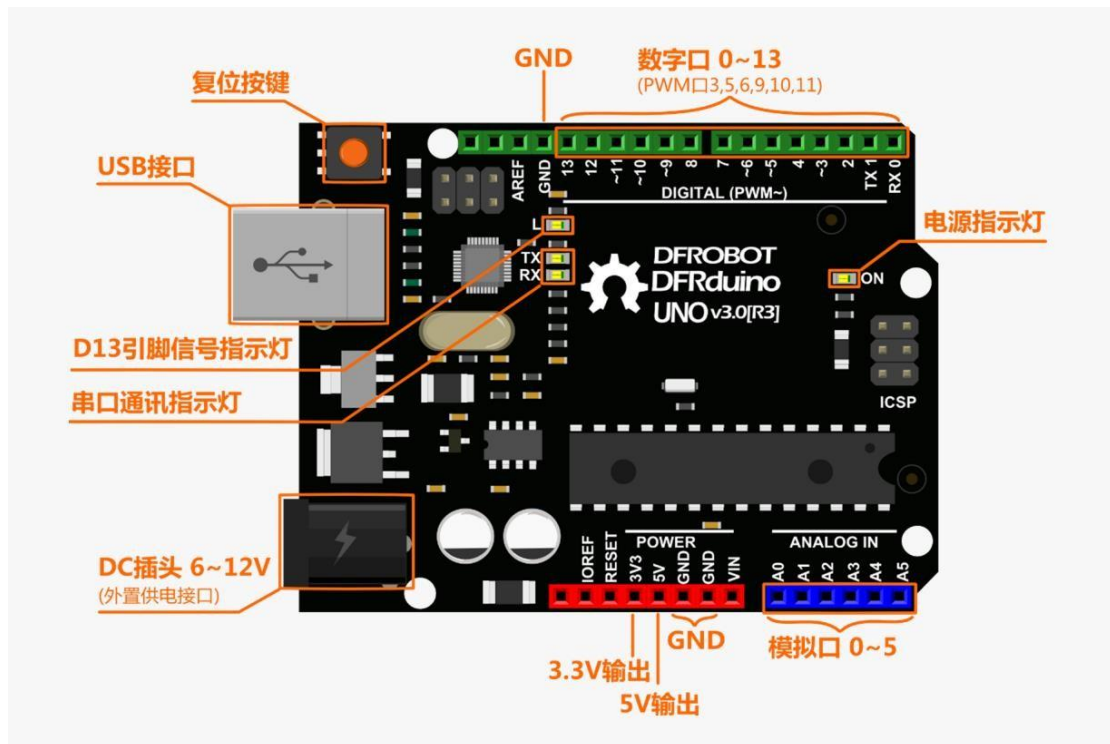 GND
数字口 0~13
(PWM口3,5,6,9,10,11)
复位按键
USB接口
AREF
GND
13
12
~11
~10
~9
8
7
~6
~5
4
~3
2
TX 1
RX 0
DIGITAL (PWM~)
L
TX
RX
电源指示灯
ON
DFROBOT
DFRduino
UNO v3.0[R3]
D13引脚信号指示灯
串口通讯指示灯
ICSP
DC插头 6~12V
(外置供电接口)
POWER
ANALOG IN
IOREF
RESET
3V3
5V
GND
GND
VIN
A0
A1
A2
A3
A4
A5
GND
模拟口 0~5
3.3V输出
5V输出